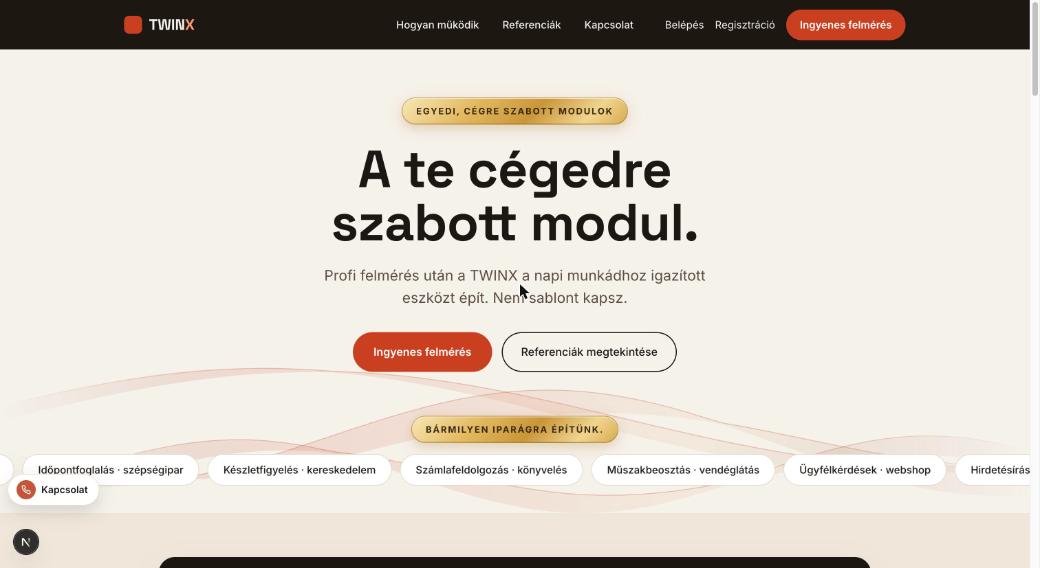 TWINX
Hogyan működik
Referenciák
Kapcsolat
Belépés
Regisztráció
Ingyenes felmérés
EGYEDI, CÉGRE SZABOTT MODULOK
A te cégedre
szabott modul.
Profi felmérés után a TWINX a napi munkádhoz igazított
eszközt épít. Nem sablont kapsz.
Ingyenes felmérés
Referenciák megtekintése
BÁRMILYEN IPARÁGRA ÉPÍTÜNK.
Időpontfoglalás · szépségipar
Készletfigyelés · kereskedelem
Számlafeldolgozás · könyvelés
Műszakbeosztás · vendéglátás
Ügyfélkérdések · webshop
Hirdetésírás
Kapcsolat
N